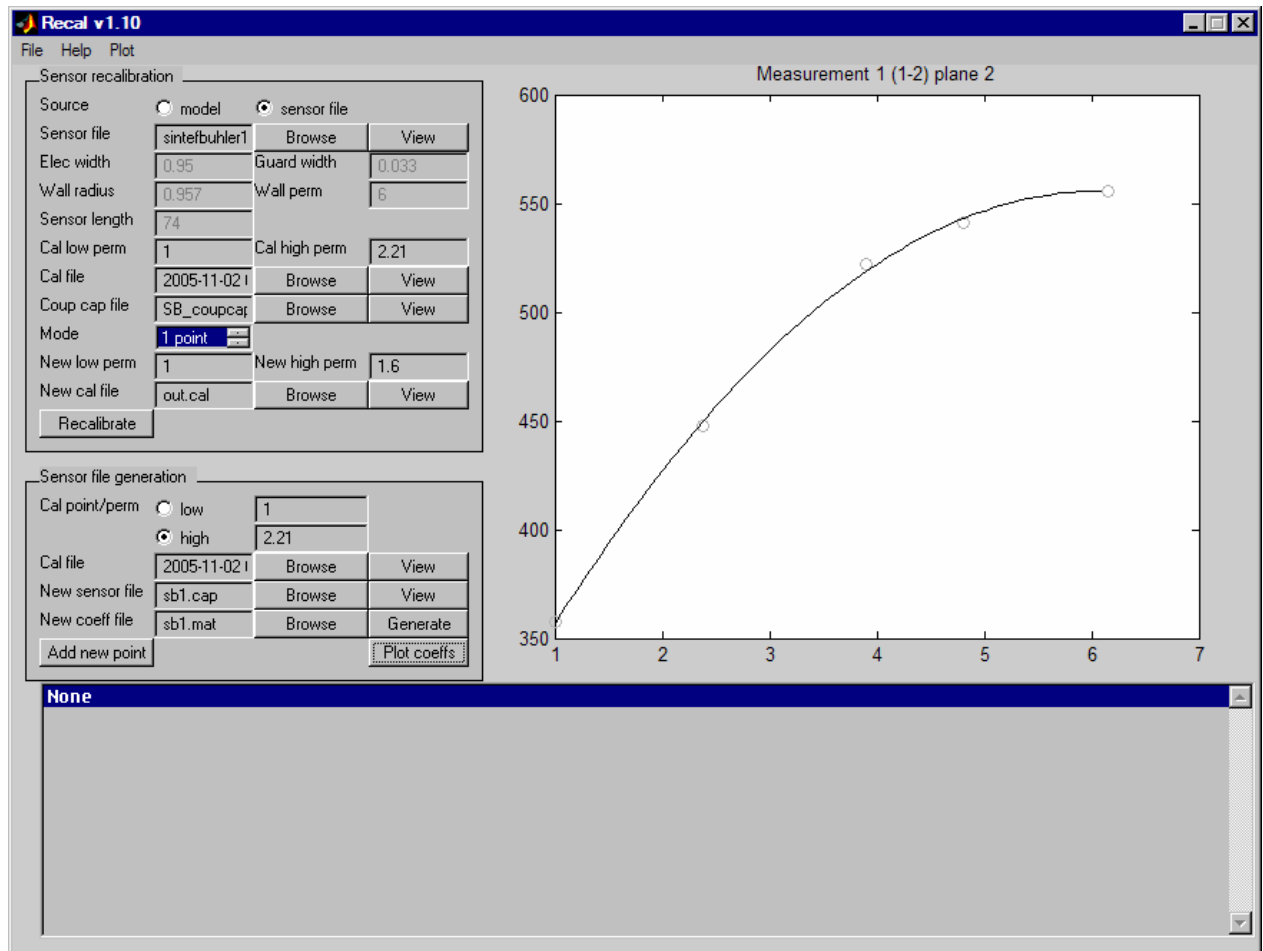 Recal v1.10
File Help Plot
Sensor recalibration
Source model sensor file
Sensor file sintefbuhler1 Browse View
Elec width 0.95 Guard width 0.033
Wall radius 0.957 Wall perm 6
Sensor length 74
Cal low perm 1 Cal high perm 2.21
Cal file 2005-11-02 Browse View
Coup cap file SB_coupcap Browse View
Mode 1 point
New low perm 1 New high perm 1.6
New cal file out.cal Browse View
Recalibrate
Sensor file generation
Cal point/perm low 1
high 2.21
Cal file 2005-11-02 Browse View
New sensor file sb1.cap Browse View
New coeff file sb1.mat Browse Generate
Add new point Plot coeffs
Measurement 1 (1-2) plane 2
600
550
500
450
400
350
1 2 3 4 5 6 7
None